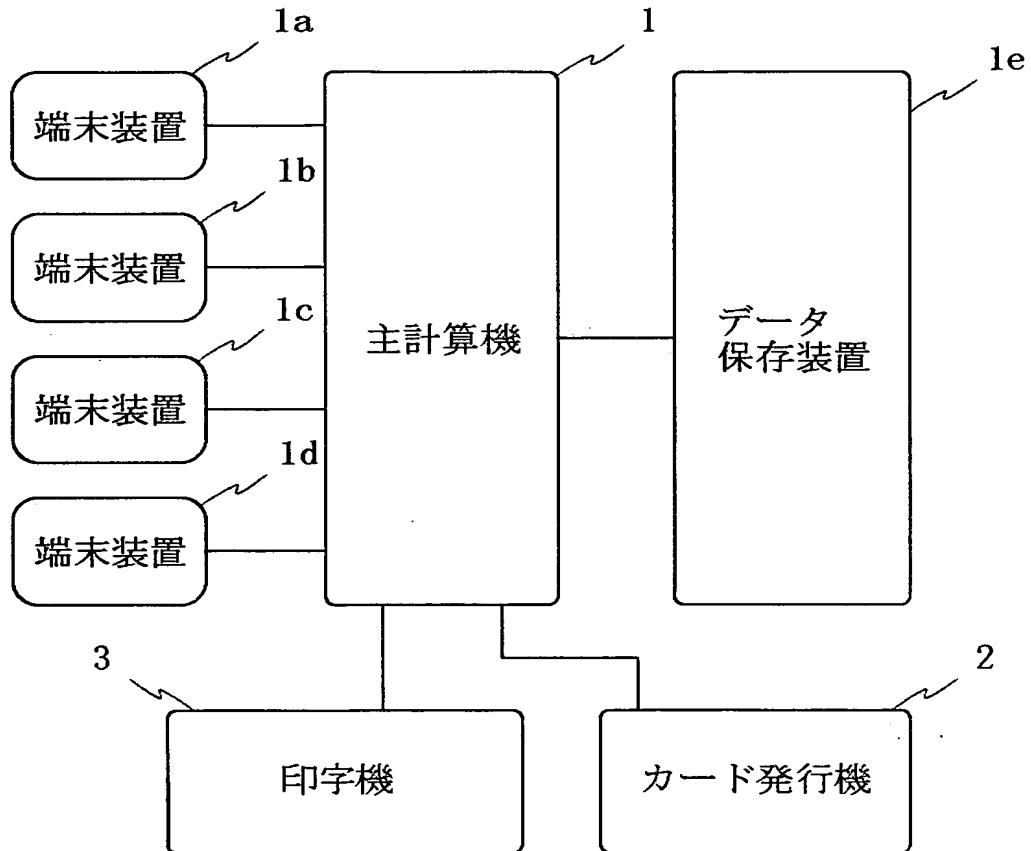 1a
1
1e
端末装置
1b
端末装置
1c
主計算機
データ
保存装置
端末装置
1d
端末装置
3
2
印字機
カード発行機